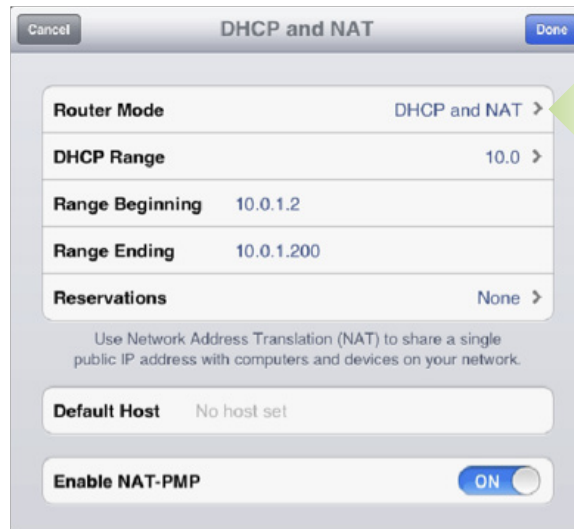 Cancel DHCP and NAT Done
Router Mode DHCP and NAT
DHCP Range 10.0
Range Beginning 10.0.1.2
Range Ending 10.0.1.200
Reservations None
Use Network Address Translation (NAT) to share a single
public IP address with computers and devices on your network.
Default Host No host set
Enable NAT-PMP ON